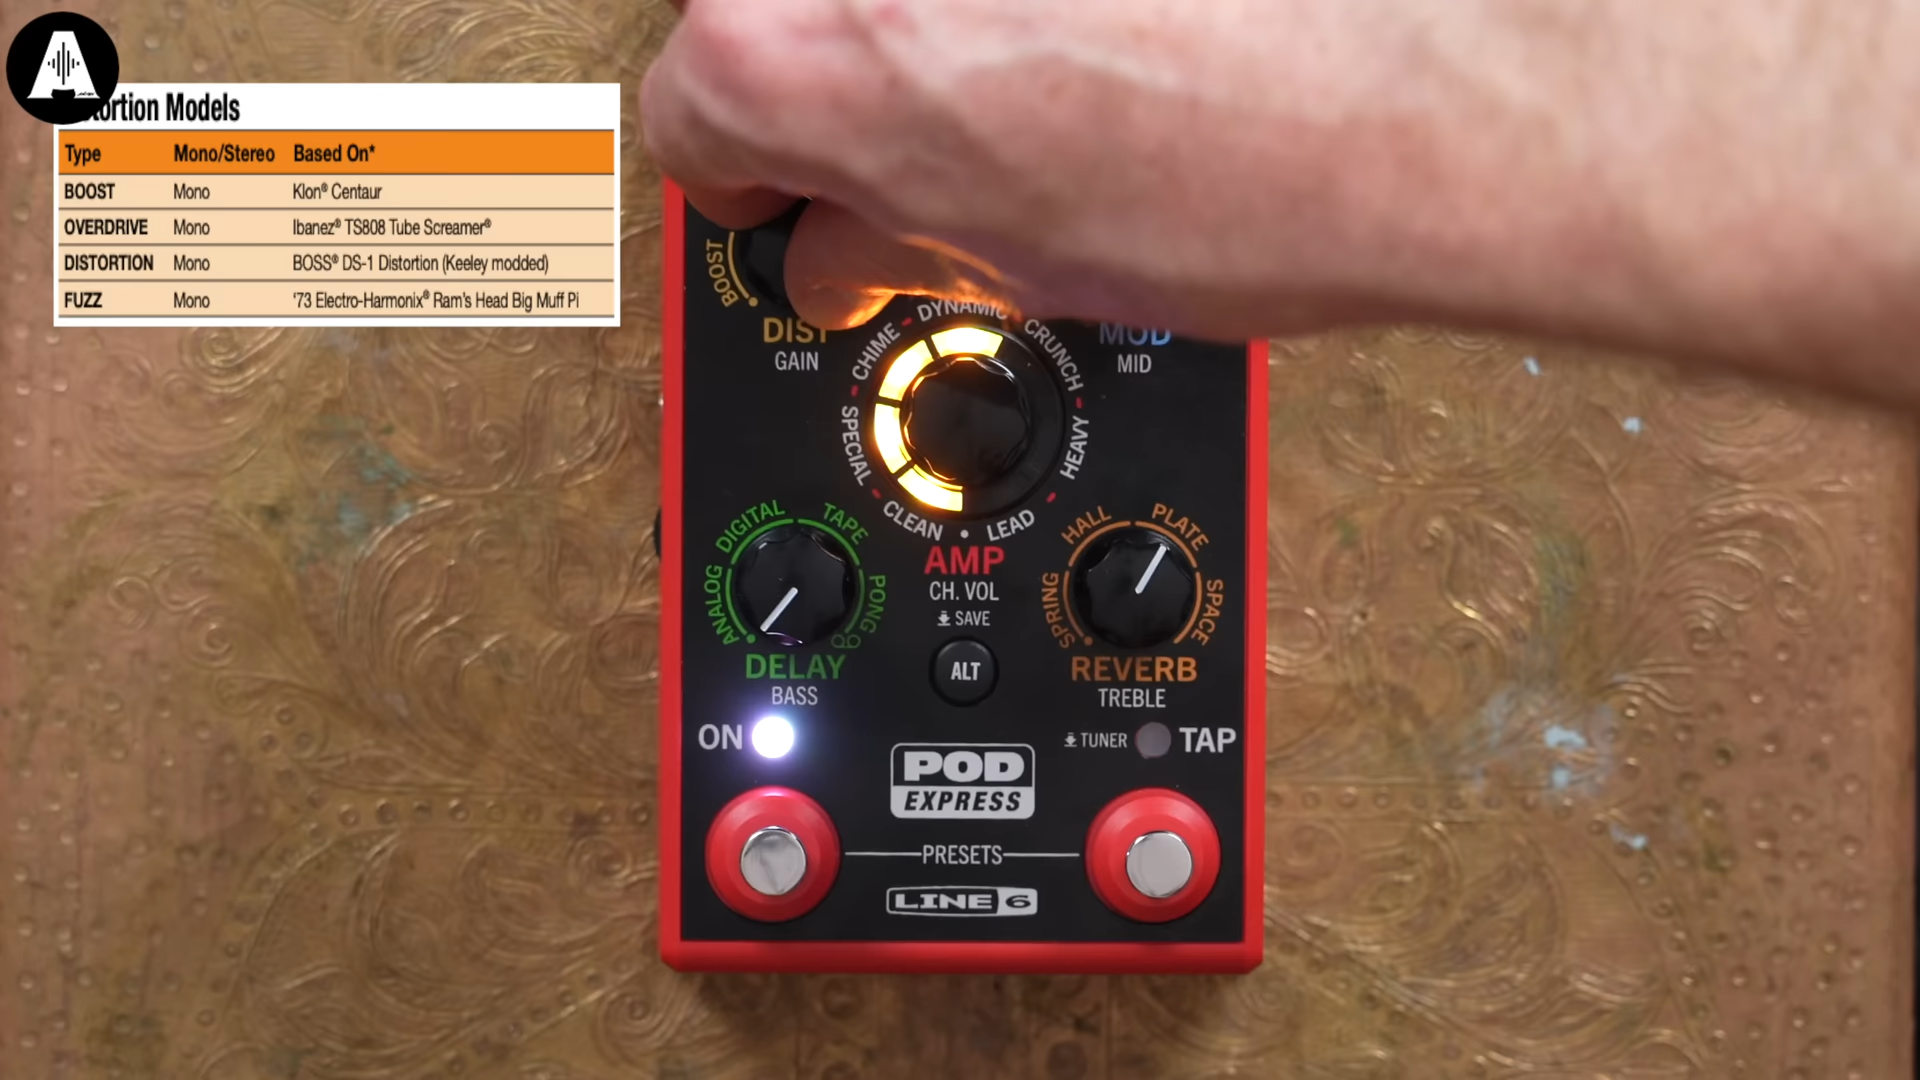 ortion Models
Type Mono/Stereo Based On*
BOOST Mono Klon® Centaur
OVERDRIVE Mono Ibanez® TS808 Tube Screamer®
DISTORTION Mono BOSS® DS-1 Distortion (Keeley modded)
FUZZ Mono '73 Electro-Harmonix® Ram's Head Big Muff Pi
BOOST
DIST
GAIN
MOD
MID
CLEAN SPECIAL CHIME DYNAMIC CRUNCH HEAVY LEAD
AMP
CH. VOL
SAVE
ALT
ANALOG DIGITAL TAPE PONG
DELAY
BASS
SPRING HALL PLATE SPACE
REVERB
TREBLE
ON
TUNER TAP
POD
EXPRESS
PRESETS
LINE 6